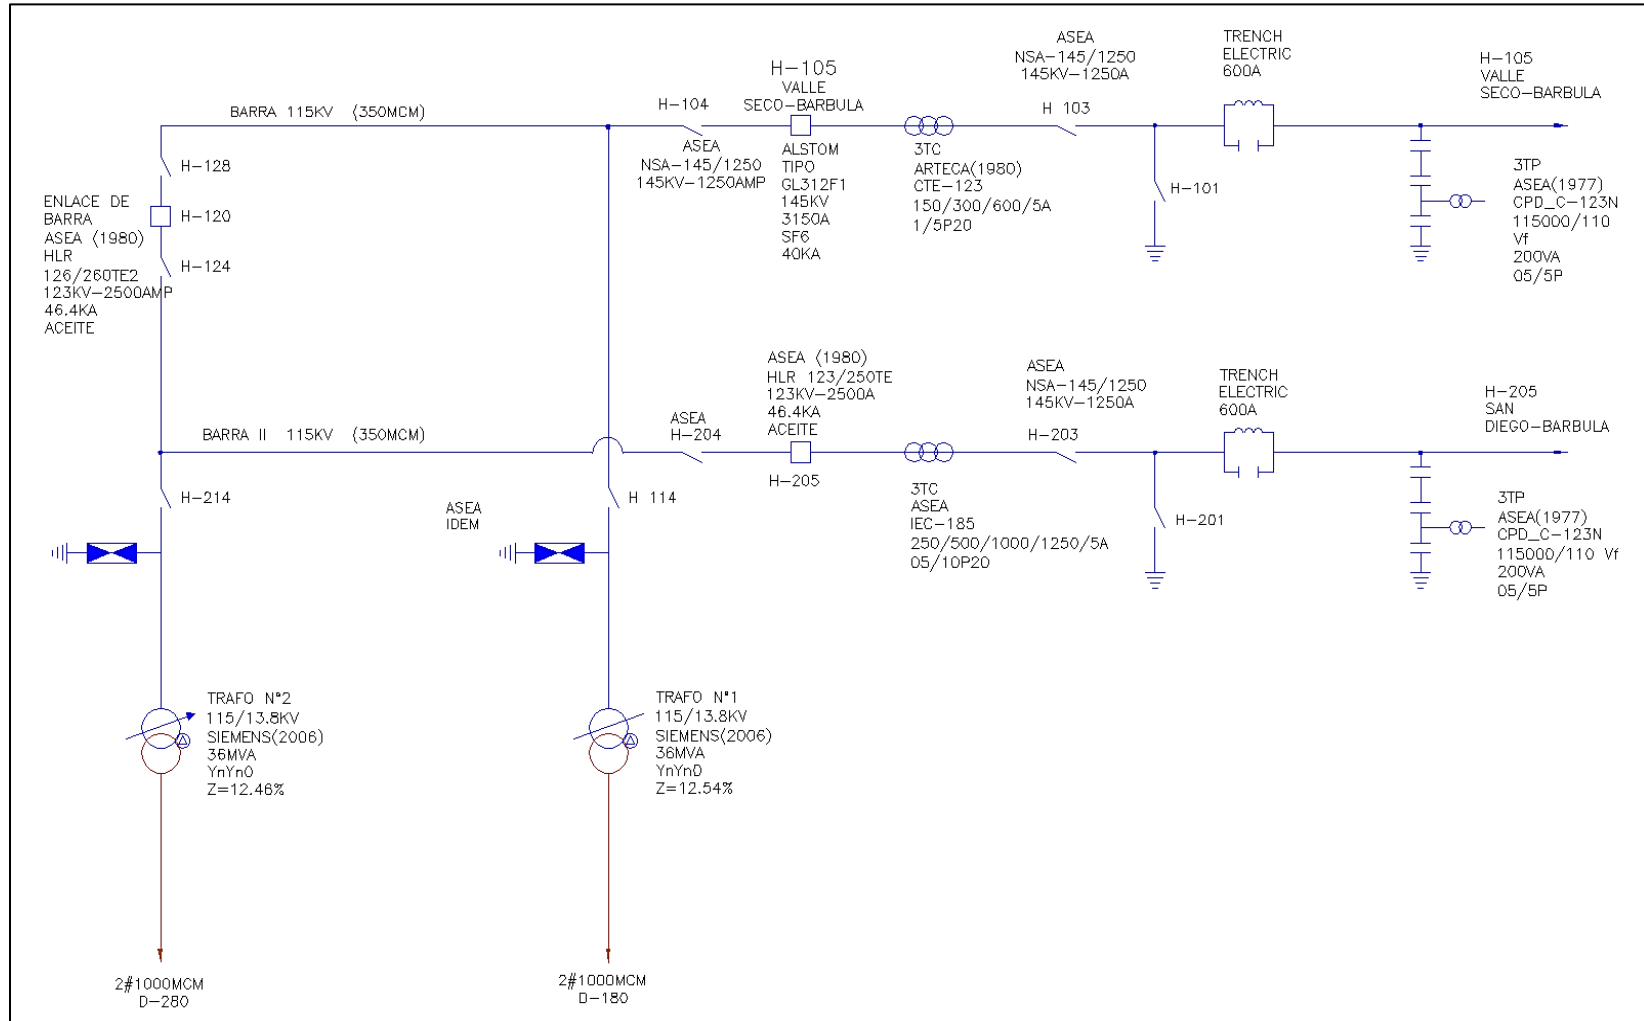 ASEA
NSA-145/1250
145KV-1250A
TRENCH
ELECTRIC
600A
H-105
VALLE
SECO-BARBULA
H-105
VALLE
SECO-BARBULA
BARRA 115KV (350MCM)
H-104
H 103
ASEA
NSA-145/1250
145KV-1250AMP
ALSTOM
TIPO
GL312F1
145KV
3150A
SF6
40KA
3TC
ARTECA(1980)
CTE-123
150/300/600/5A
1/5P20
H-101
3TP
ASEA(1977)
CPD_C-123N
115000/110
Vf
200VA
05/5P
H-128
ENLACE DE
BARRA
ASEA (1980)
HLR
126/260TE2
123KV-2500AMP
46.4KA
ACEITE
H-120
H-124
BARRA II 115KV (350MCM)
ASEA
H-204
ASEA (1980)
HLR 123/250TE
123KV-2500A
46.4KA
ACEITE
H-205
ASEA
NSA-145/1250
145KV-1250A
H-203
TRENCH
ELECTRIC
600A
H-205
SAN
DIEGO-BARBULA
H-214
ASEA
IDEM
H 114
3TC
ASEA
IEC-185
250/500/1000/1250/5A
05/10P20
H-201
3TP
ASEA(1977)
CPD_C-123N
115000/110 Vf
200VA
05/5P
TRAFO N°2
115/13.8KV
SIEMENS(2006)
36MVA
YnYn0
Z=12.46%
TRAFO N°1
115/13.8KV
SIEMENS(2006)
36MVA
YnYn0
Z=12.54%
2#1000MCM
D-280
2#1000MCM
D-180